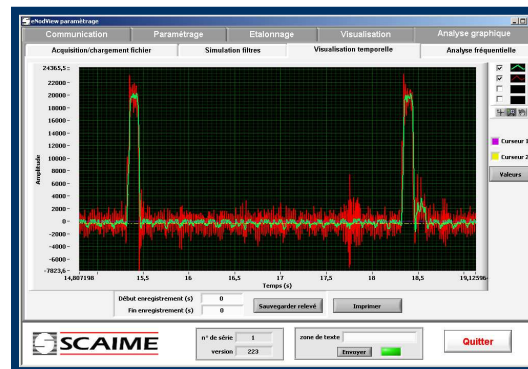 eNodView paramétrage
Communication Paramétrage Etalonnage Visualisation Analyse graphique
Acquisition/chargement fichier Simulation filtres Visualisation temporelle Analyse fréquentielle
24365,5
22000
20000
18000
16000
14000
12000
10000
8000
6000
4000
2000
0
-2000
-4000
-6000
-7823,6
Amplitude
14,807198 15,5 16 16,5 17 17,5 18 18,5 19,12596
Temps (s)
Curseur 1
Curseur 2
Valeurs
Début enregistrement (s) 0
Fin enregistrement (s) 0
Sauvegarder relevé
Imprimer
SCAIME
n° de série 1
version 223
zone de texte
Envoyer
Quitter